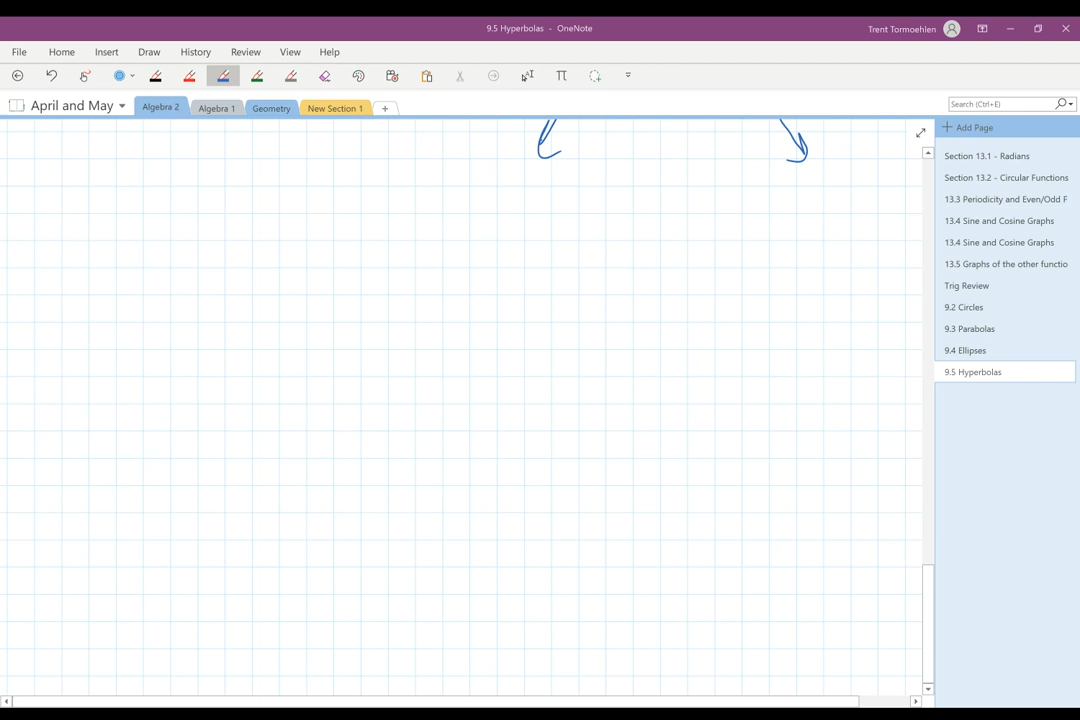 9.5 Hyperbolas - OneNote
Trent Tormoehlen
File Home Insert Draw History Review View Help
April and May
Algebra 2 Algebra 1 Geometry New Section 1
Search (Ctrl+E)
Add Page
Section 13.1 - Radians
Section 13.2 - Circular Functions
13.3 Periodicity and Even/Odd F
13.4 Sine and Cosine Graphs
13.4 Sine and Cosine Graphs
13.5 Graphs of the other functio
Trig Review
9.2 Circles
9.3 Parabolas
9.4 Ellipses
9.5 Hyperbolas